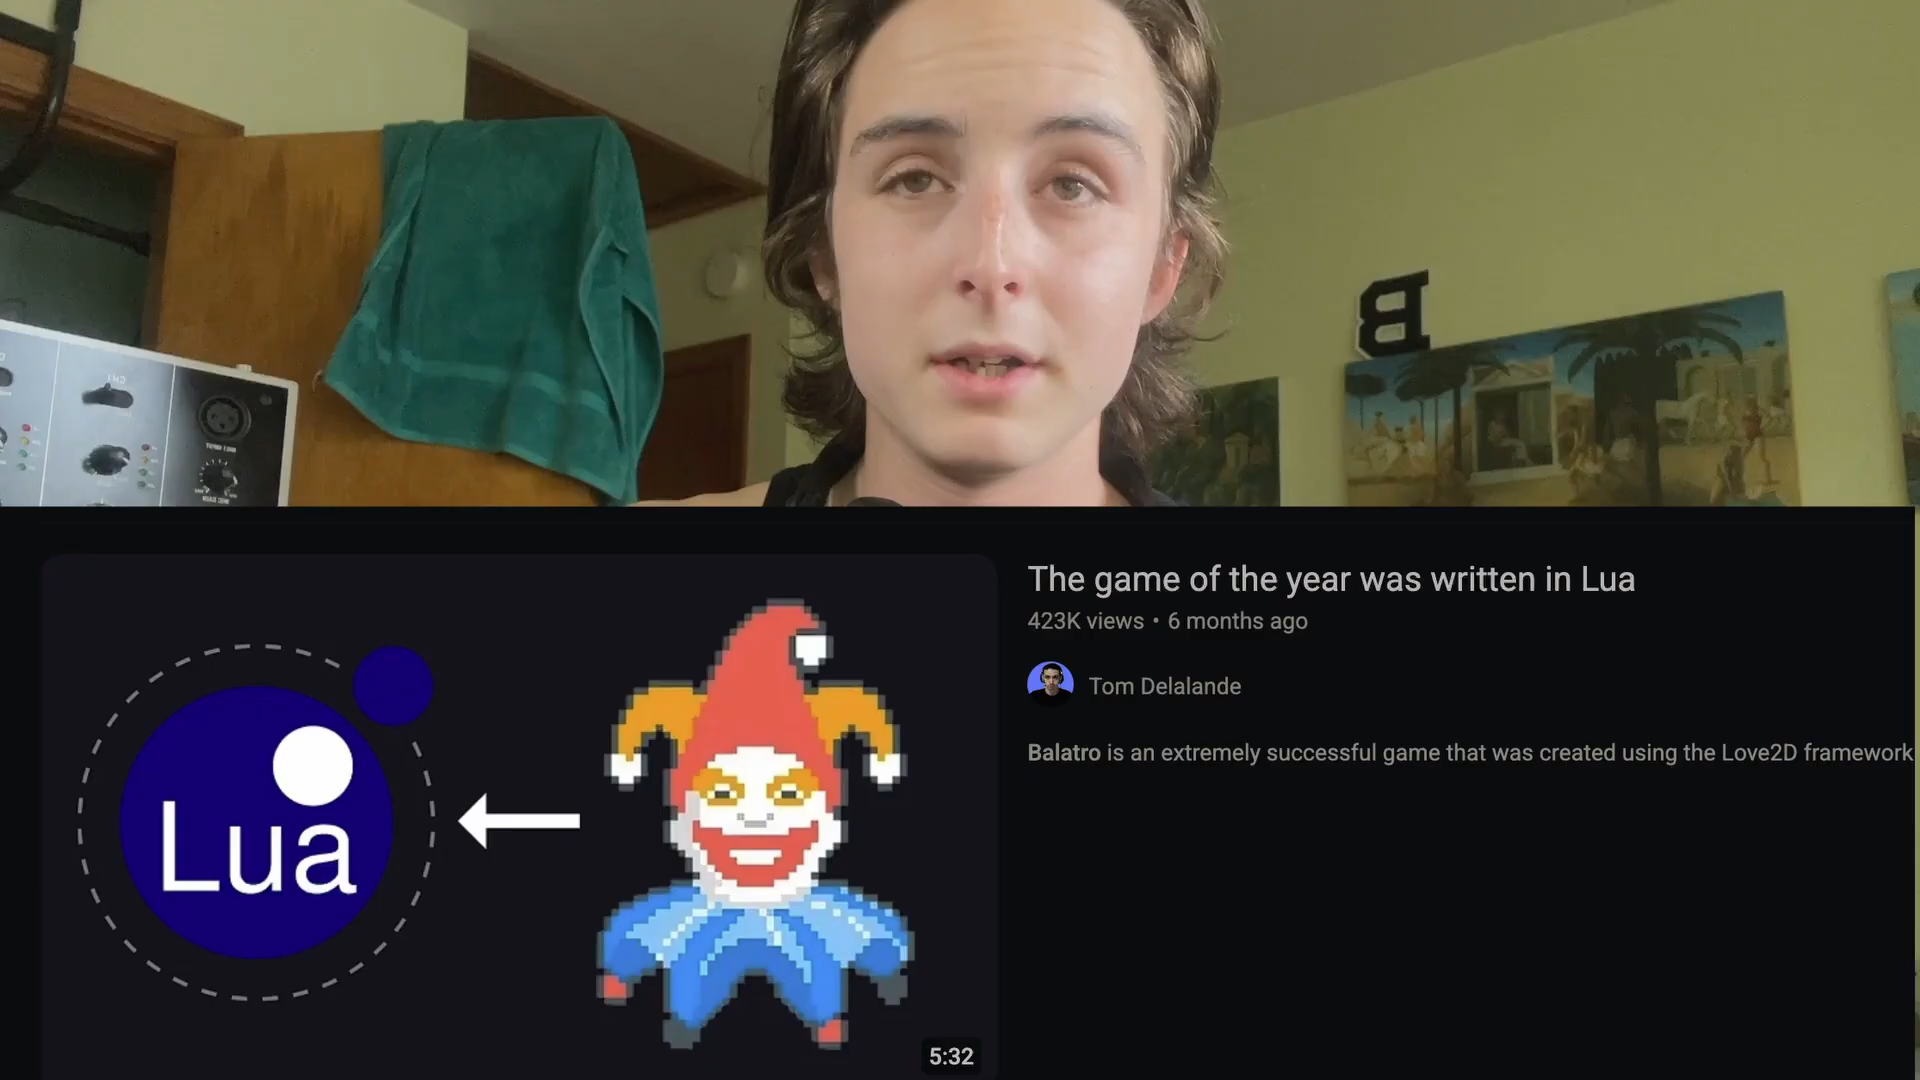 B
The game of the year was written in Lua
423K views • 6 months ago
Tom Delalande
Balatro is an extremely successful game that was created using the Love2D framework
Lua
5:32